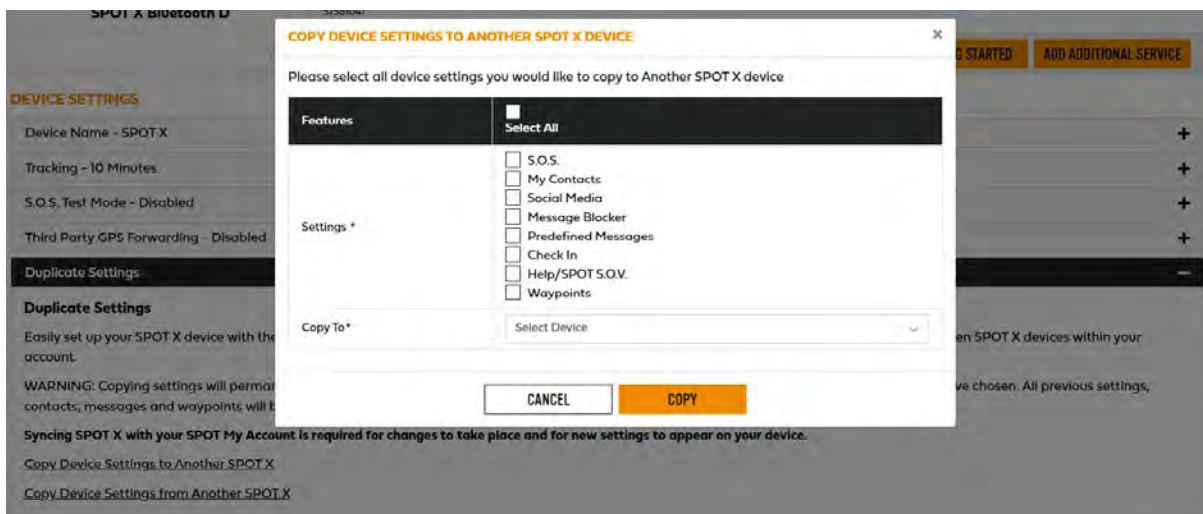 SPOT X Bluetooth D
COPY DEVICE SETTINGS TO ANOTHER SPOT X DEVICE
×
Please select all device settings you would like to copy to Another SPOT X device
STARTED
ADD ADDITIONAL SERVICE
DEVICE SETTINGS
Features
Select All
Device Name - SPOT X
+
Tracking - 10 Minutes
+
S.O.S. Test Mode - Disabled
+
Third Party GPS Forwarding - Disabled
+
Settings *
S.O.S.
My Contacts
Social Media
Message Blocker
Predefined Messages
Check In
Help/SPOT S.O.V.
Waypoints
Duplicate Settings
–
Duplicate Settings
Copy To*
Select Device
Easily set up your SPOT X device with the
en SPOT X devices within your
account.
WARNING: Copying settings will permar
ve chosen. All previous settings,
contacts, messages and waypoints will b
CANCEL
COPY
Syncing SPOT X with your SPOT My Account is required for changes to take place and for new settings to appear on your device.
Copy Device Settings to Another SPOT X
Copy Device Settings from Another SPOT X